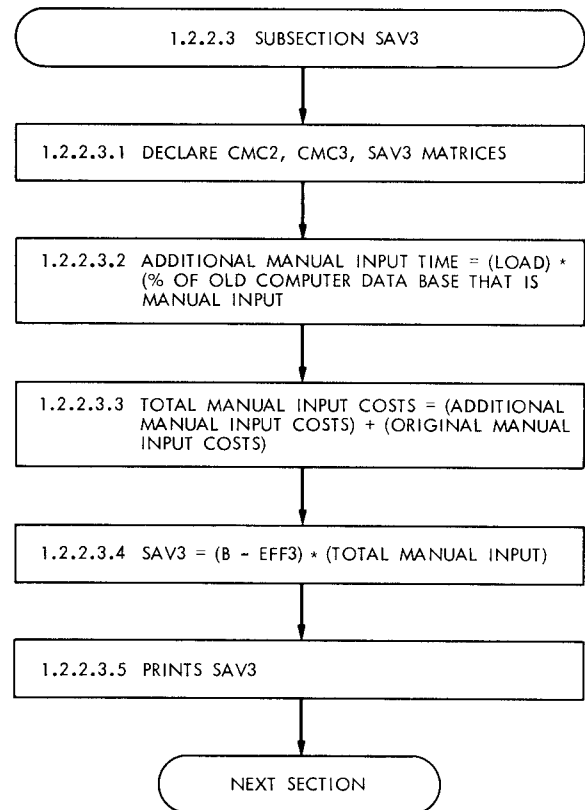 1.2.2.3 SUBSECTION SAV3
1.2.2.3.1 DECLARE CMC2, CMC3, SAV3 MATRICES
1.2.2.3.2 ADDITIONAL MANUAL INPUT TIME = (LOAD) *
(% OF OLD COMPUTER DATA BASE THAT IS
MANUAL INPUT
1.2.2.3.3 TOTAL MANUAL INPUT COSTS = (ADDITIONAL
MANUAL INPUT COSTS) + (ORIGINAL MANUAL
INPUT COSTS)
1.2.2.3.4 SAV3 = (B - EFF3) * (TOTAL MANUAL INPUT)
1.2.2.3.5 PRINTS SAV3
NEXT SECTION